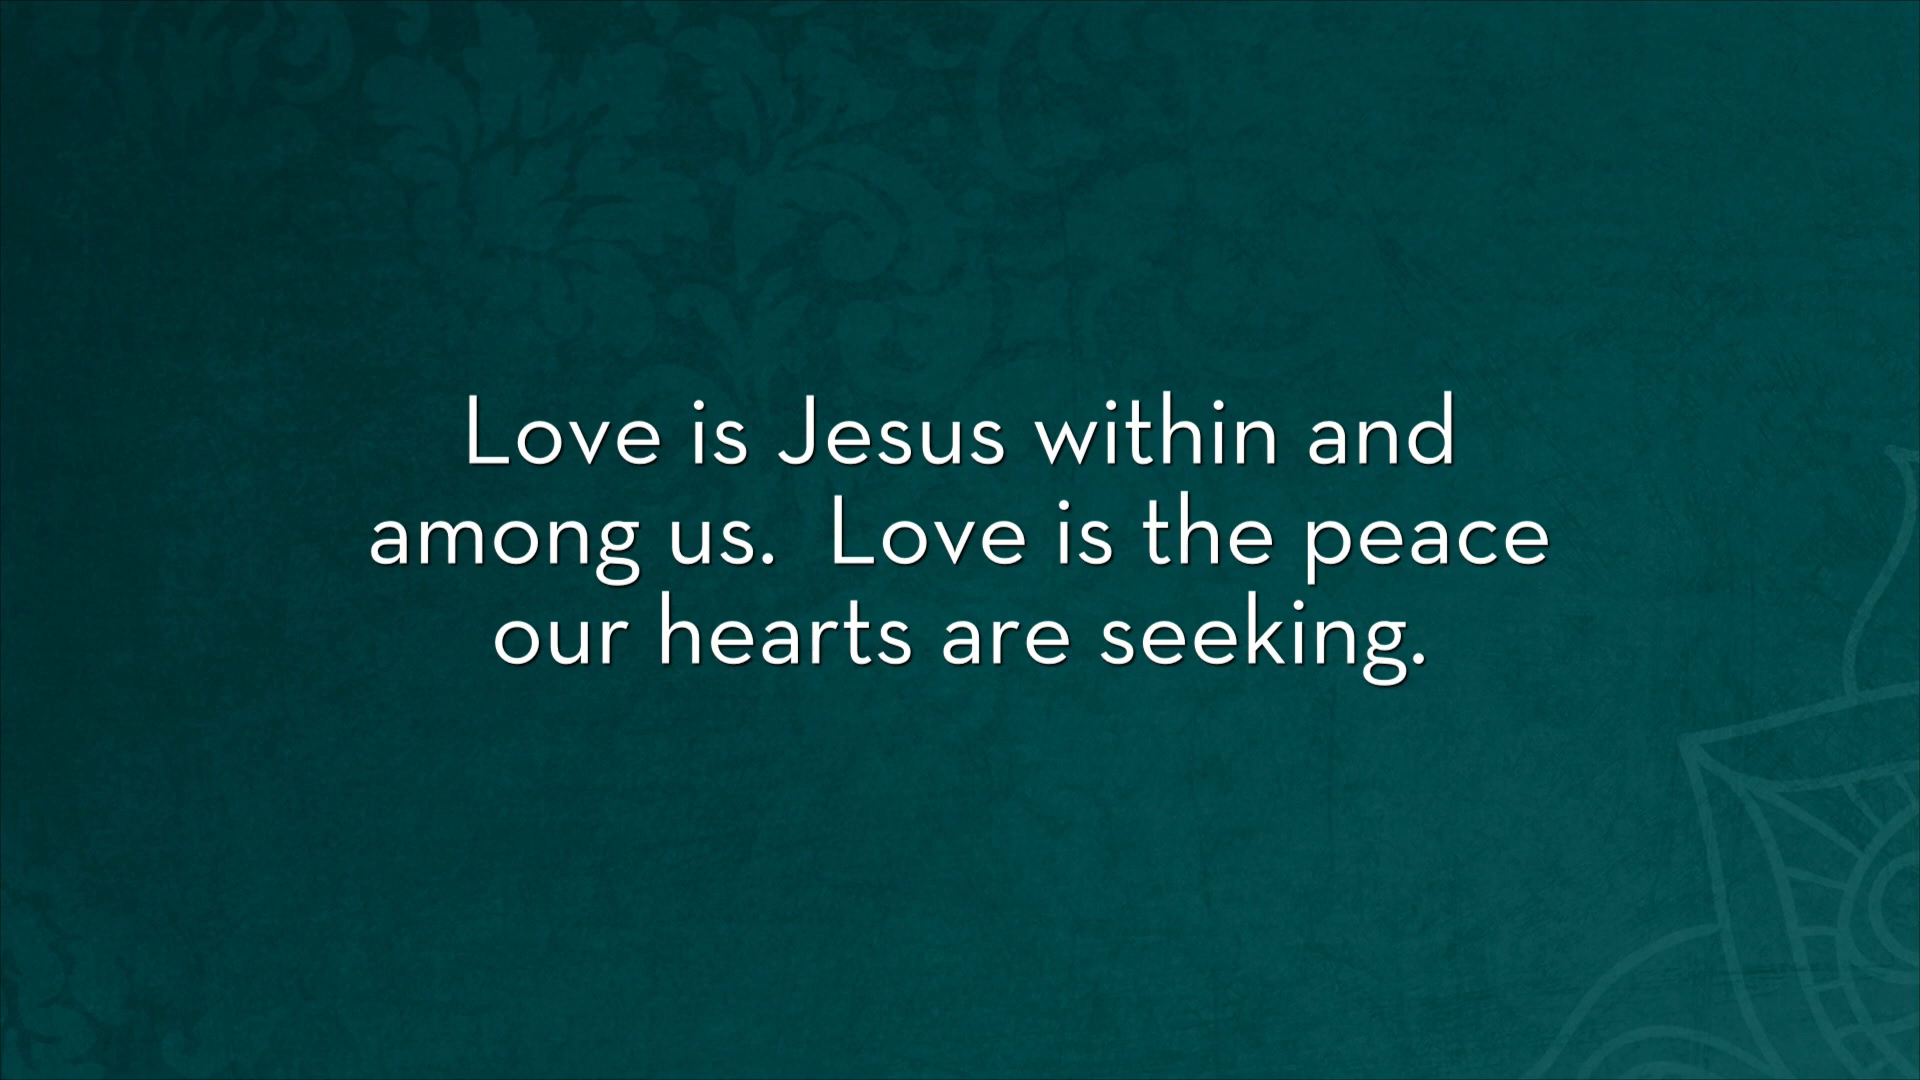 Love is Jesus within and
among us.  Love is the peace
our hearts are seeking.